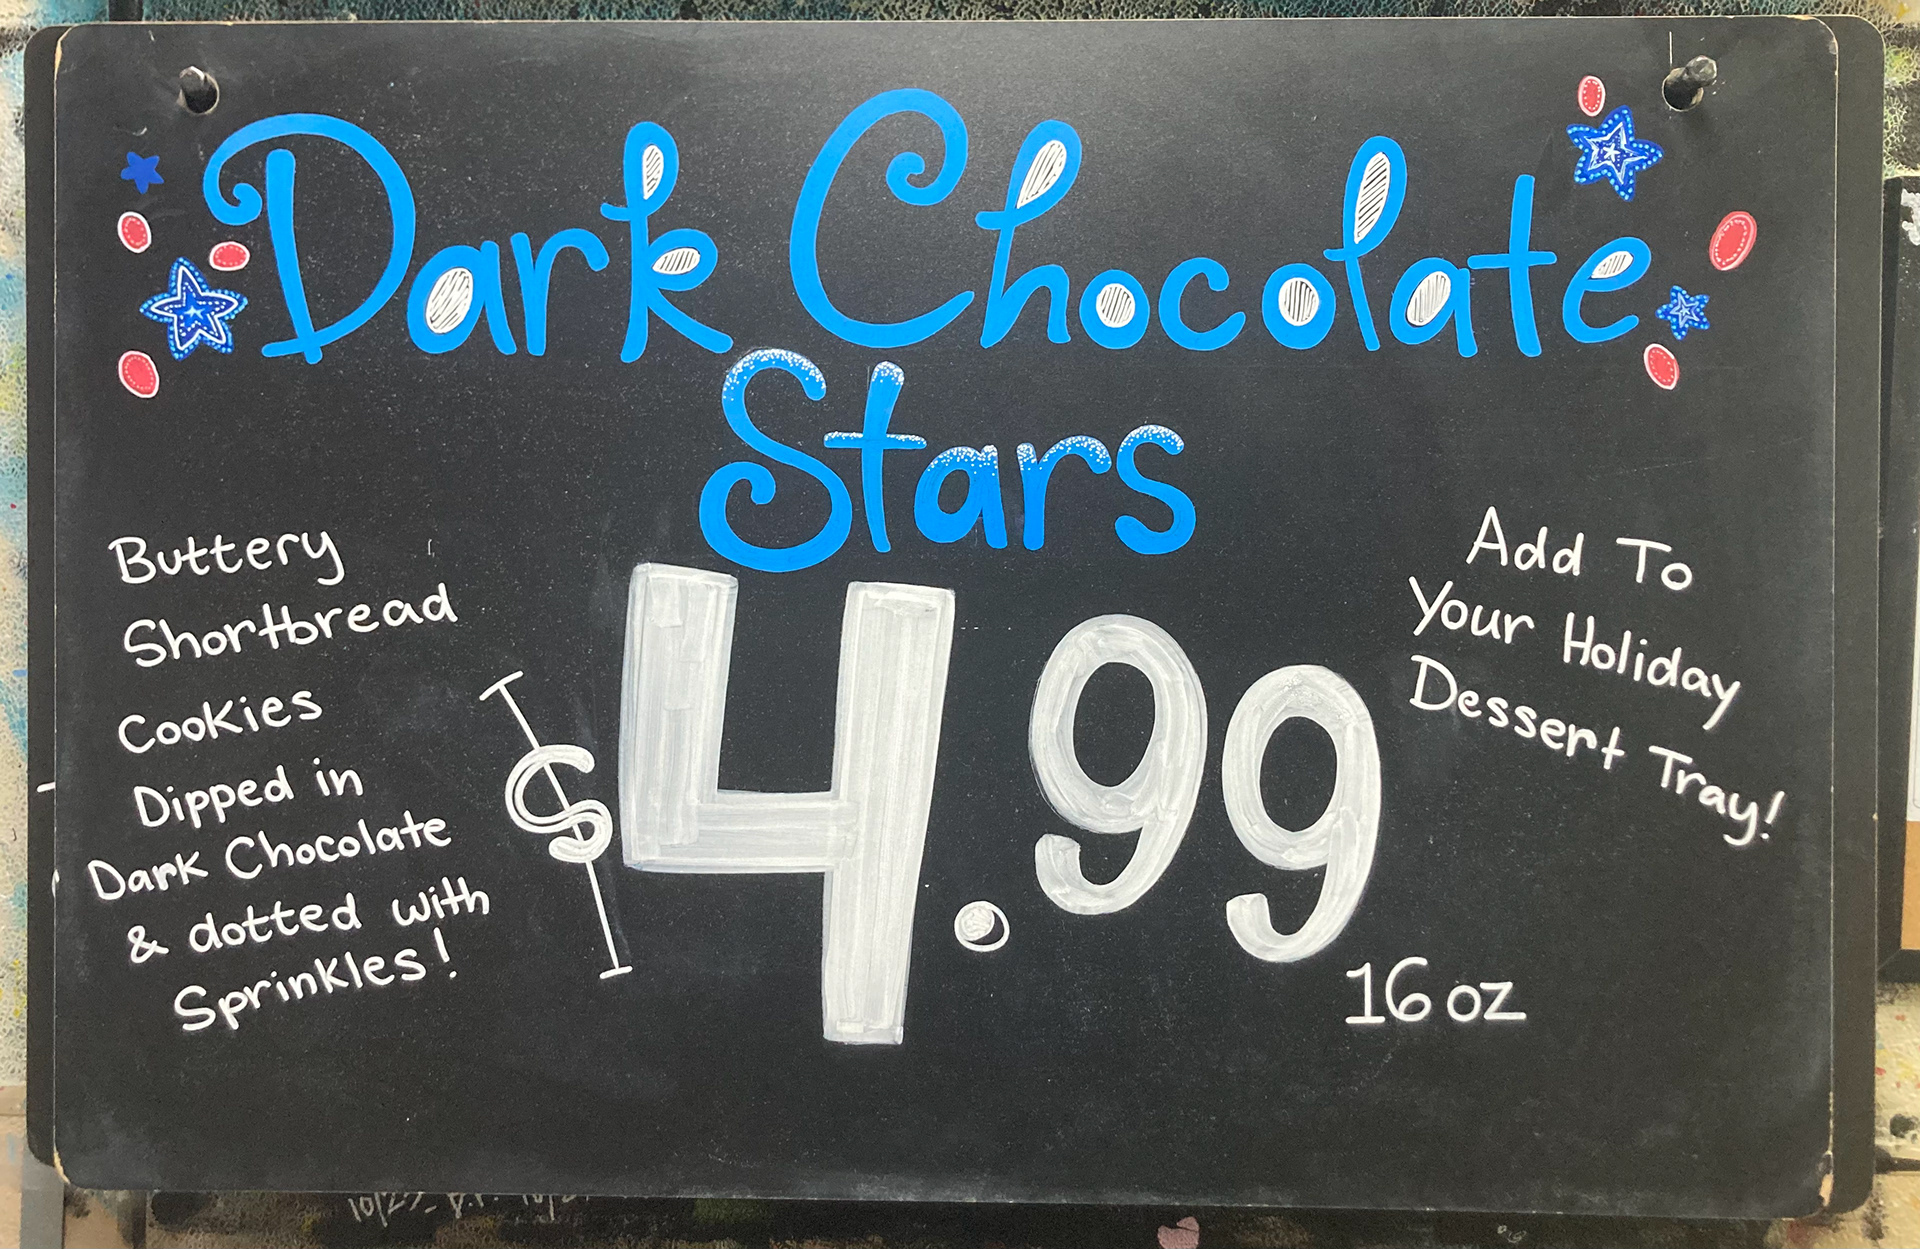 Dark Chocolate
Stars
Buttery
Shortbread
Cookies
Dipped in
Dark Chocolate
& dotted with
Sprinkles!
$4.99
16 oz
Add To
Your Holiday
Dessert Tray!